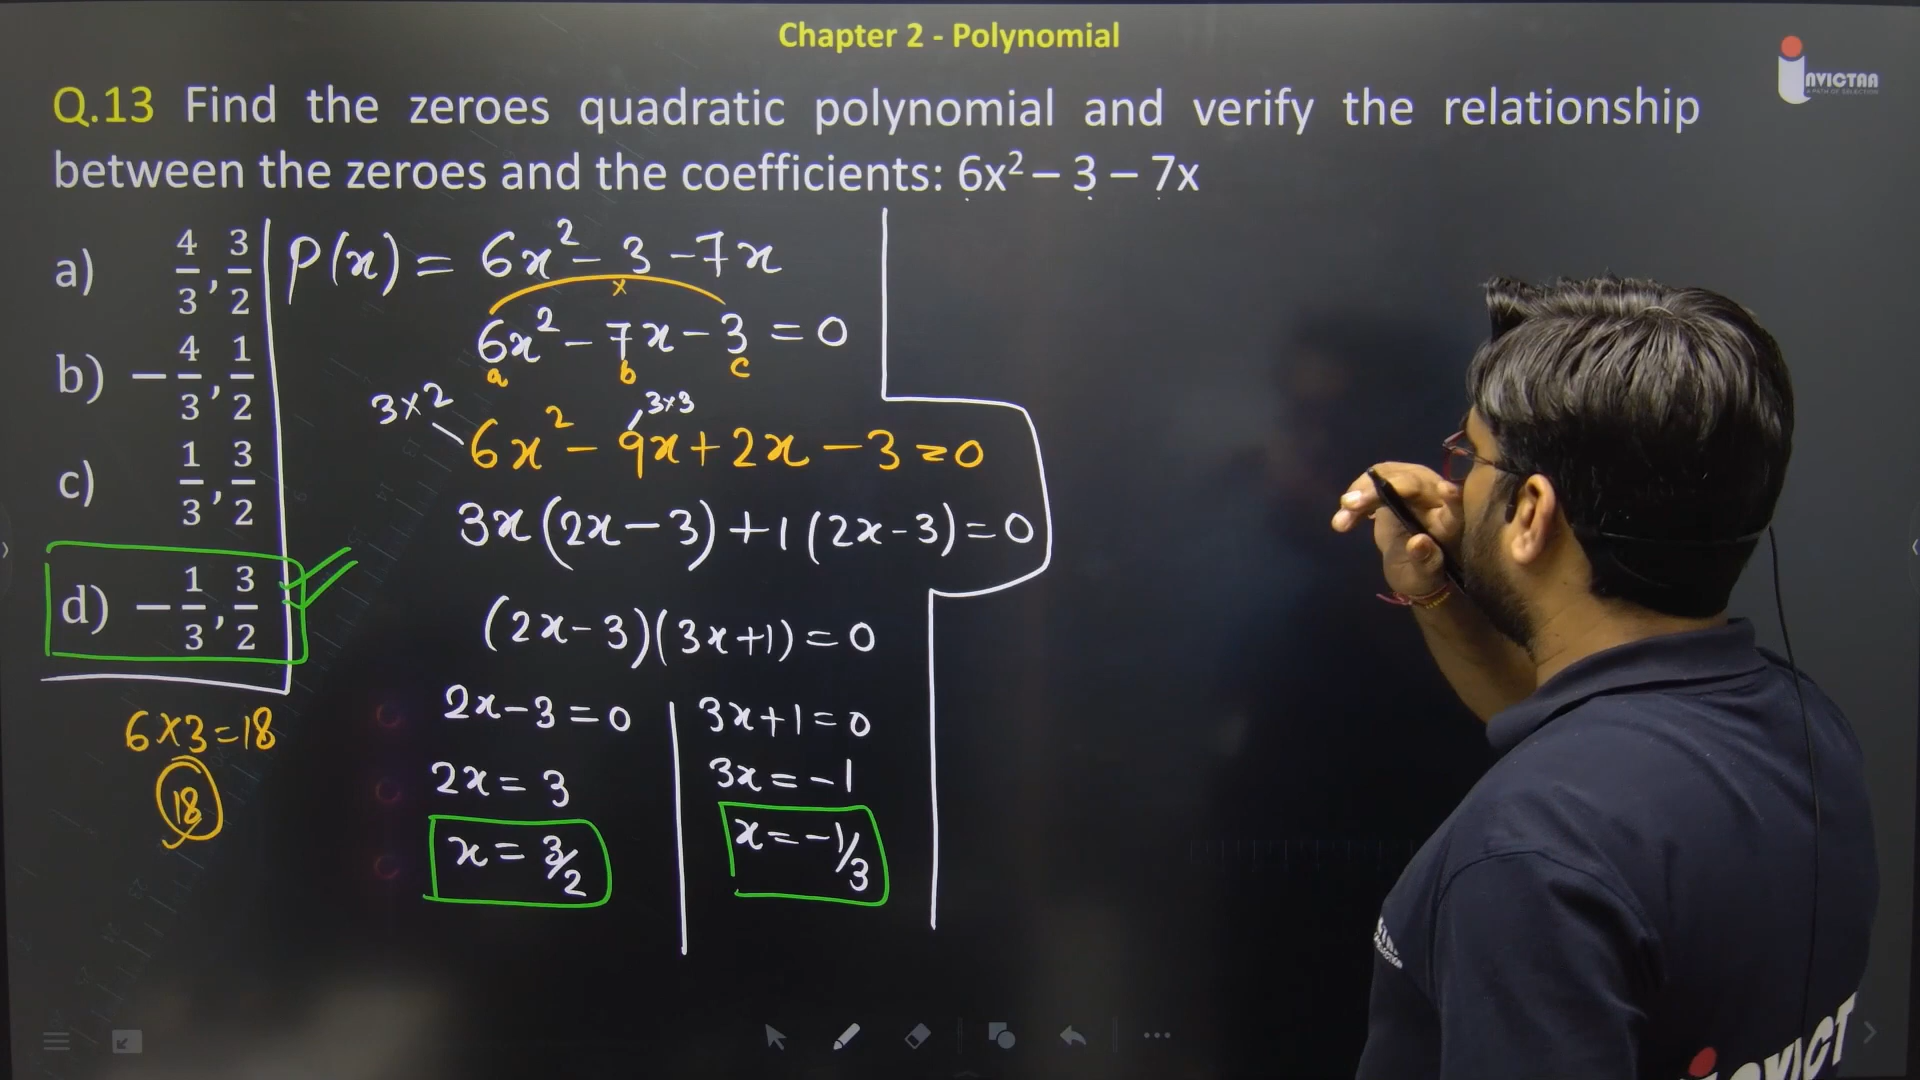 Chapter 2 - Polynomial
NVICTAA
Q.13 Find the zeroes quadratic polynomial and verify the relationship
between the zeroes and the coefficients: 6x² – 3 – 7x
a) 4/3, 3/2
b) −4/3, 1/2
c) 1/3, 3/2
d) −1/3, 3/2
6×3=18
18
P(x) = 6x² - 3 - 7x
x
6x² - 7x - 3 = 0
a b c
3×2 3×3
6x² - 9x + 2x - 3 = 0
3x(2x-3)+1(2x-3)=0
(2x-3)(3x+1)=0
2x-3=0 3x+1=0
2x=3 3x=-1
x=3/2 x=-1/3